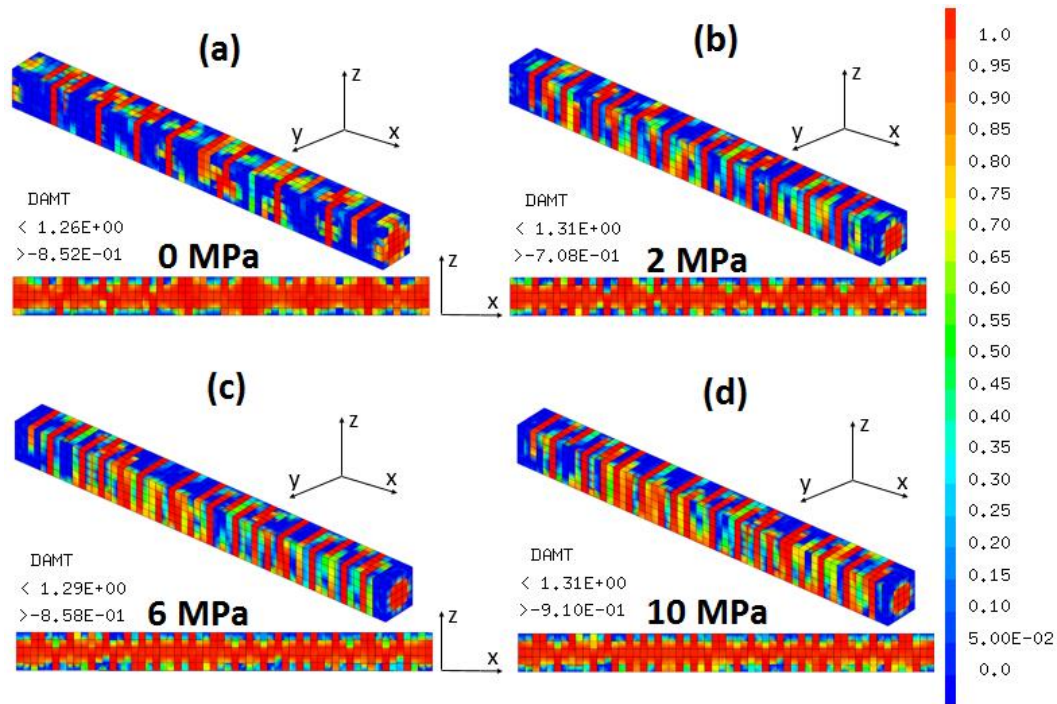 (a)
z
y
x
DAMT
< 1.26E+00
>-8.52E-01
0 MPa
z
x
(b)
z
y
x
DAMT
< 1.31E+00
>-7.08E-01
2 MPa
(c)
z
y
x
DAMT
< 1.29E+00
>-8.58E-01
6 MPa
z
x
(d)
z
y
x
DAMT
< 1.31E+00
>-9.10E-01
10 MPa
1.0
0.95
0.90
0.85
0.80
0.75
0.70
0.65
0.60
0.55
0.50
0.45
0.40
0.35
0.30
0.25
0.20
0.15
0.10
5.00E-02
0.0